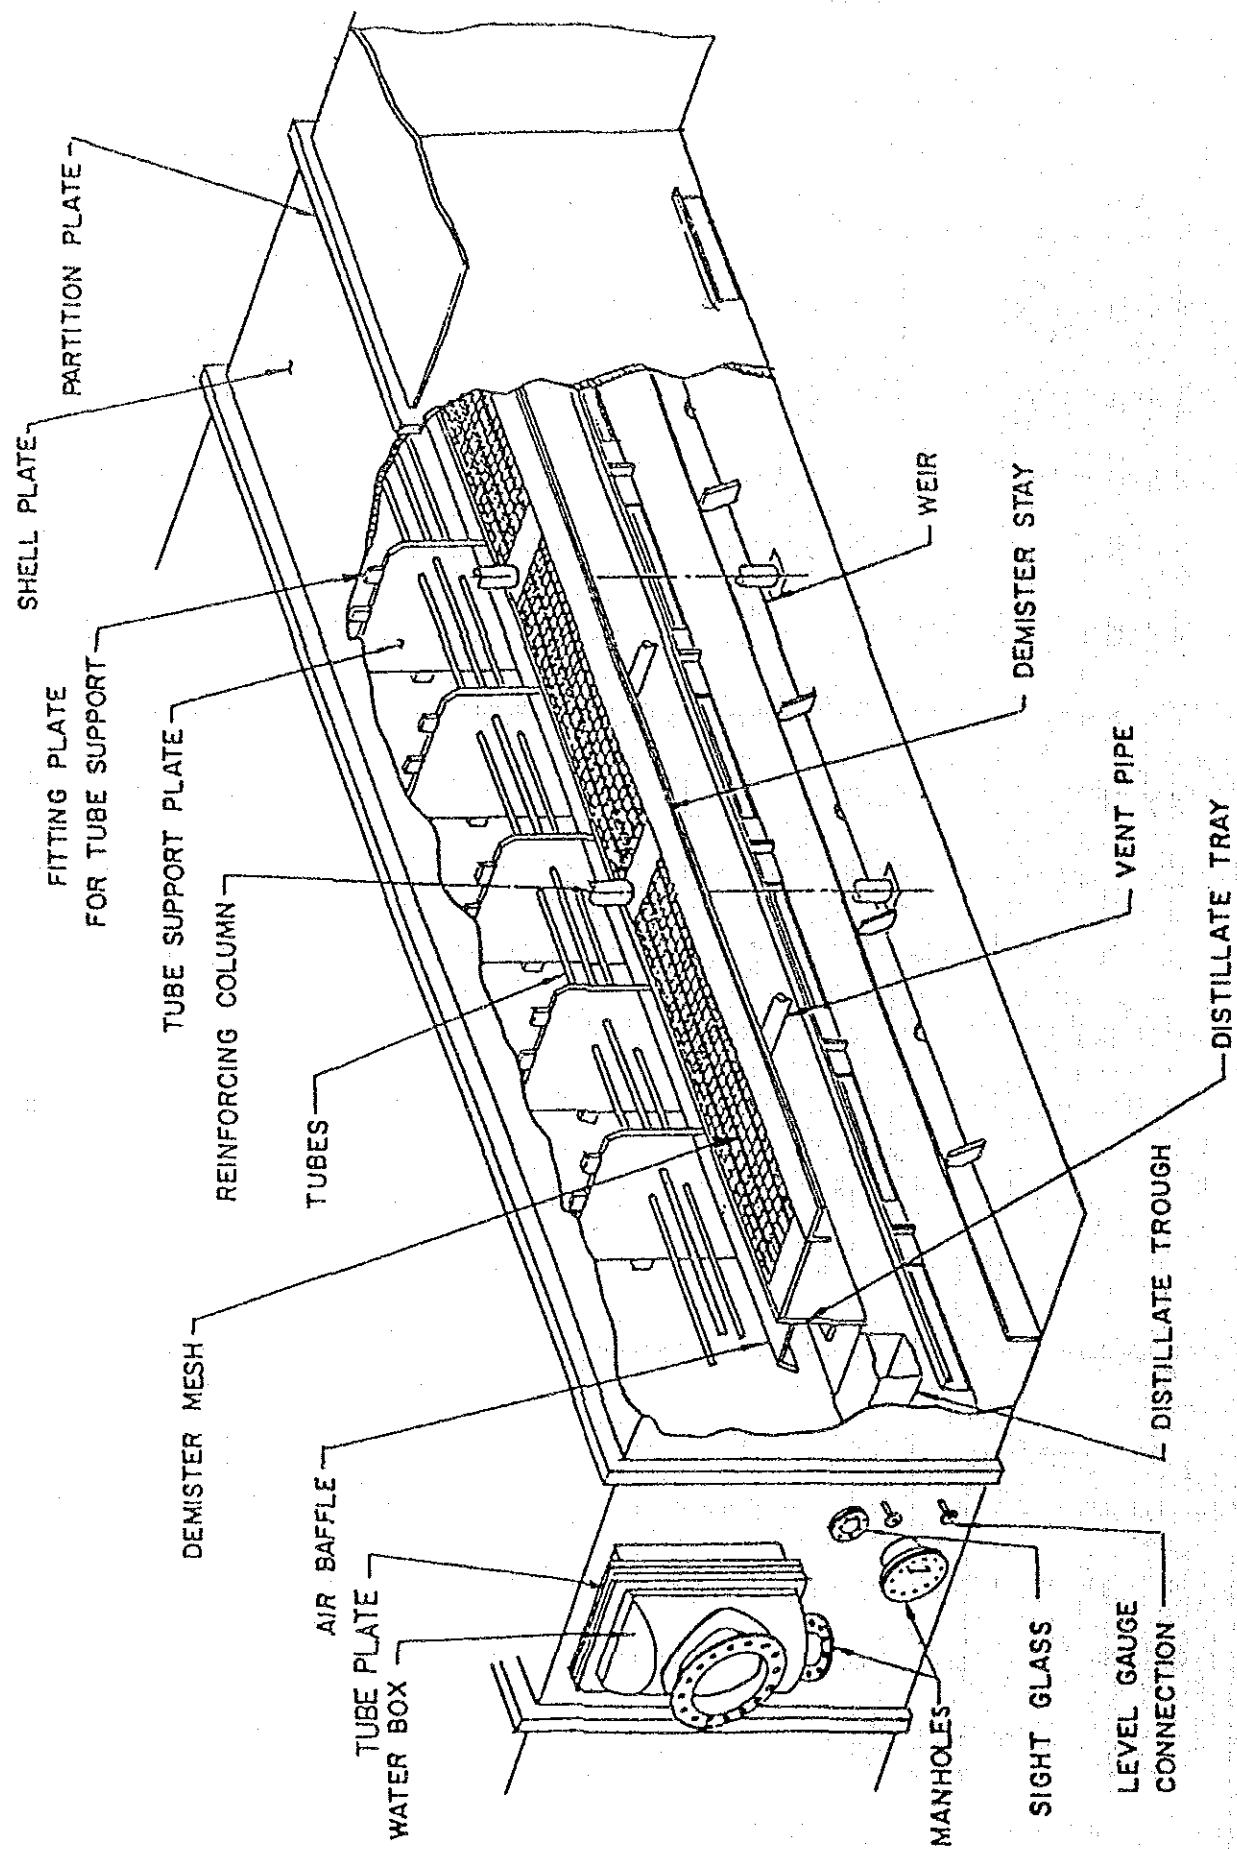 SHELL PLATE
PARTITION PLATE
FITTING PLATE
FOR TUBE SUPPORT
TUBE SUPPORT PLATE
REINFORCING COLUMN
TUBES
DEMISTER MESH
AIR BAFFLE
TUBE PLATE
WATER BOX
WEIR
DEMISTER STAY
VENT PIPE
DISTILLATE TRAY
DISTILLATE TROUGH
MANHOLES
SIGHT GLASS
LEVEL GAUGE
CONNECTION